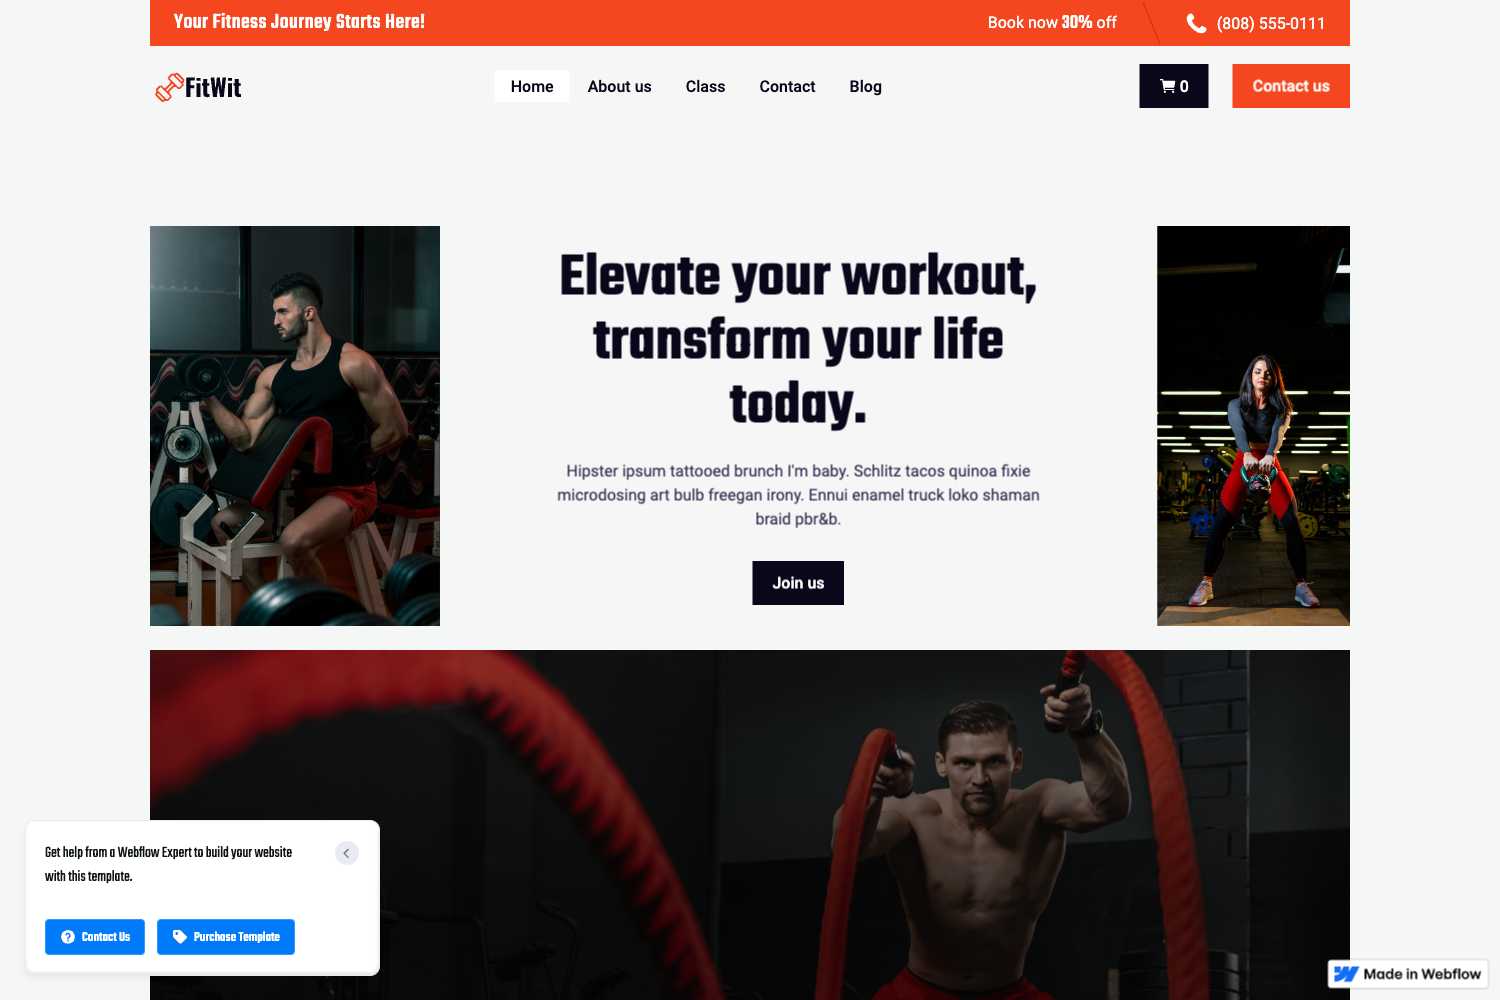 Your Fitness Journey Starts Here!
Book now 30% off
(808) 555-0111
FitWit
Home
About us
Class
Contact
Blog
0
Contact us
Elevate your workout,
transform your life
today.
Hipster ipsum tattooed brunch I'm baby. Schlitz tacos quinoa fixie
microdosing art bulb freegan irony. Ennui enamel truck loko shaman
braid pbr&b.
Join us
Get help from a Webflow Expert to build your website
with this template.
Contact Us
Purchase Template
Made in Webflow